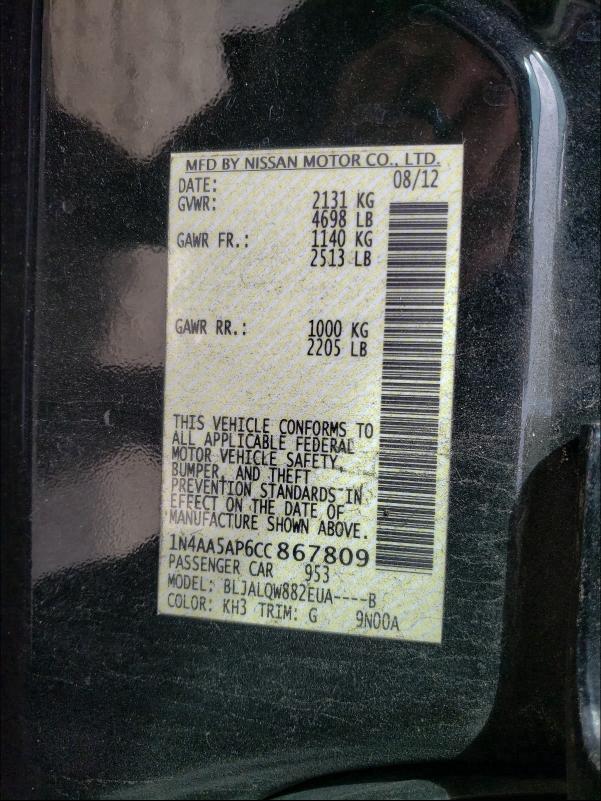 MFD BY NISSAN MOTOR CO., LTD.
DATE: 08/12
GVWR: 2131 KG
4698 LB
GAWR FR.: 1140 KG
2513 LB
GAWR RR.: 1000 KG
2205 LB
THIS VEHICLE CONFORMS TO
ALL APPLICABLE FEDERAL
MOTOR VEHICLE SAFETY,
BUMPER, AND THEFT
PREVENTION STANDARDS IN
EFFECT ON THE DATE OF
MANUFACTURE SHOWN ABOVE.
1N4AA5AP6CC867809
PASSENGER CAR 953
MODEL: BLJALQW882EUA----B
COLOR: KH3 TRIM: G 9N00A